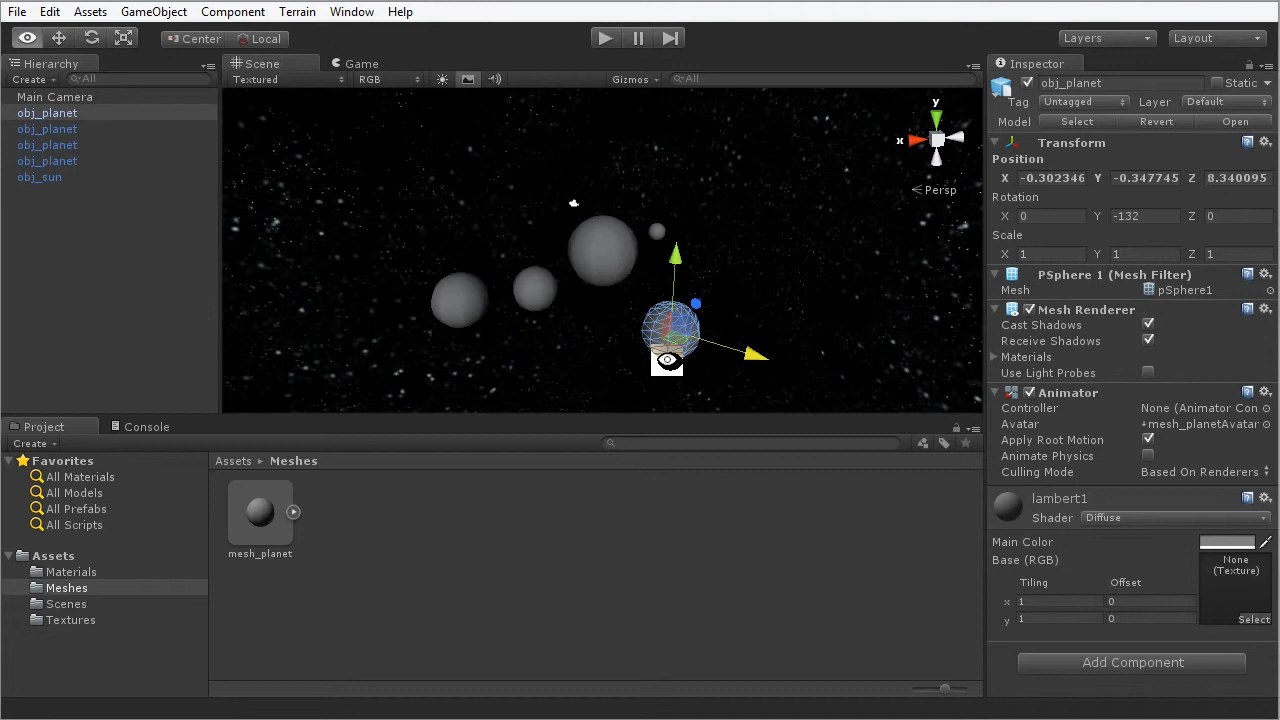 File Edit Assets GameObject Component Terrain Window Help
Center Local Layers Layout
Hierarchy Scene Game Inspector
Create All Textured RGB Gizmos All obj_planet Static
Main Camera
obj_planet
obj_planet
obj_planet
obj_planet
obj_sun
y
x
Persp
Tag Untagged Layer Default
Model Select Revert Open
Transform
Position
X -0.302346 Y -0.347745 Z 8.340095
Rotation
X 0 Y -132 Z 0
Scale
X 1 Y 1 Z 1
PSphere 1 (Mesh Filter)
Mesh pSphere1
Mesh Renderer
Cast Shadows
Receive Shadows
Materials
Use Light Probes
Animator
Controller None (Animator Con
Avatar mesh_planetAvatar
Apply Root Motion
Animate Physics
Culling Mode Based On Renderers
lambert1
Shader Diffuse
Main Color
Base (RGB) None
(Texture)
Tiling Offset
x 1 0
y 1 0
Select
Add Component
Project Console
Create
Favorites
All Materials
All Models
All Prefabs
All Scripts
Assets
Materials
Meshes
Scenes
Textures
Assets ▸ Meshes
mesh_planet